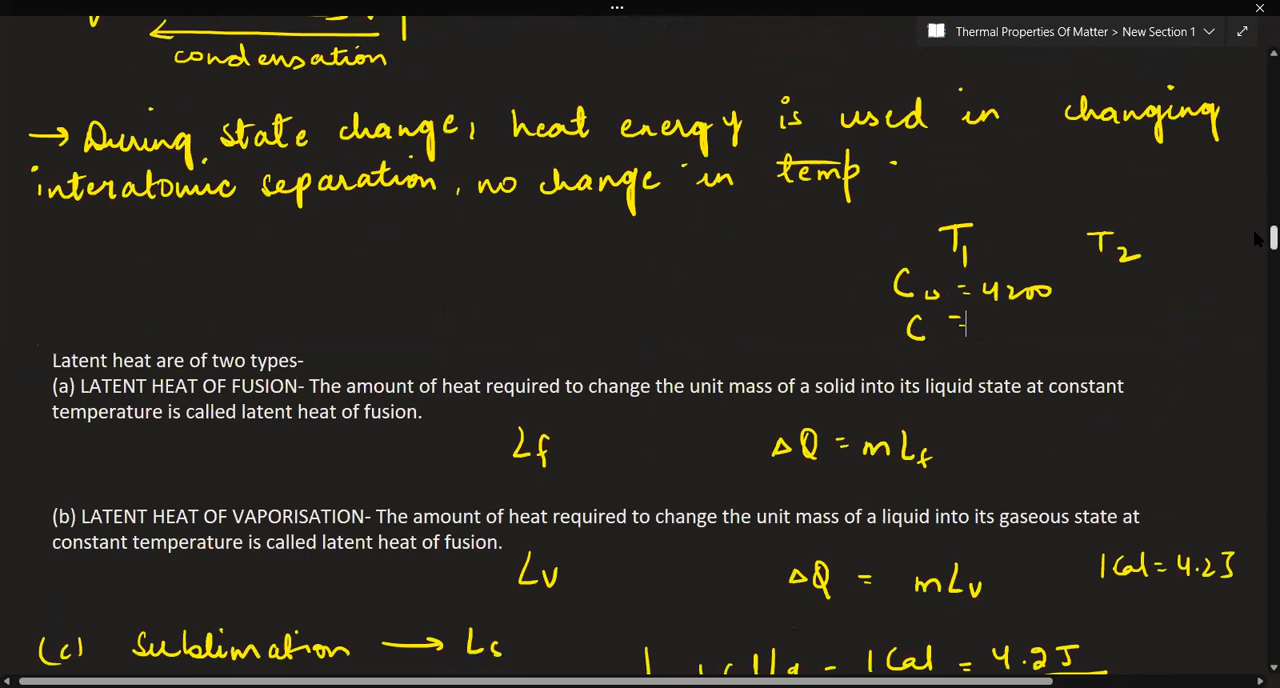 Thermal Properties Of Matter > New Section 1
condensation
→ During state change, heat energy is used in changing
interatomic separation, no change in temp.
T1 T2
= 4200
C =
Latent heat are of two types-
(a) LATENT HEAT OF FUSION- The amount of heat required to change the unit mass of a solid into its liquid state at constant
temperature is called latent heat of fusion.
Lf ΔQ = mLf
(b) LATENT HEAT OF VAPORISATION- The amount of heat required to change the unit mass of a liquid into its gaseous state at
constant temperature is called latent heat of fusion.
Lv ΔQ = mLv 1 Cal = 4.2 J
(c) Sublimation → Ls
1 Cal = 4.2 J